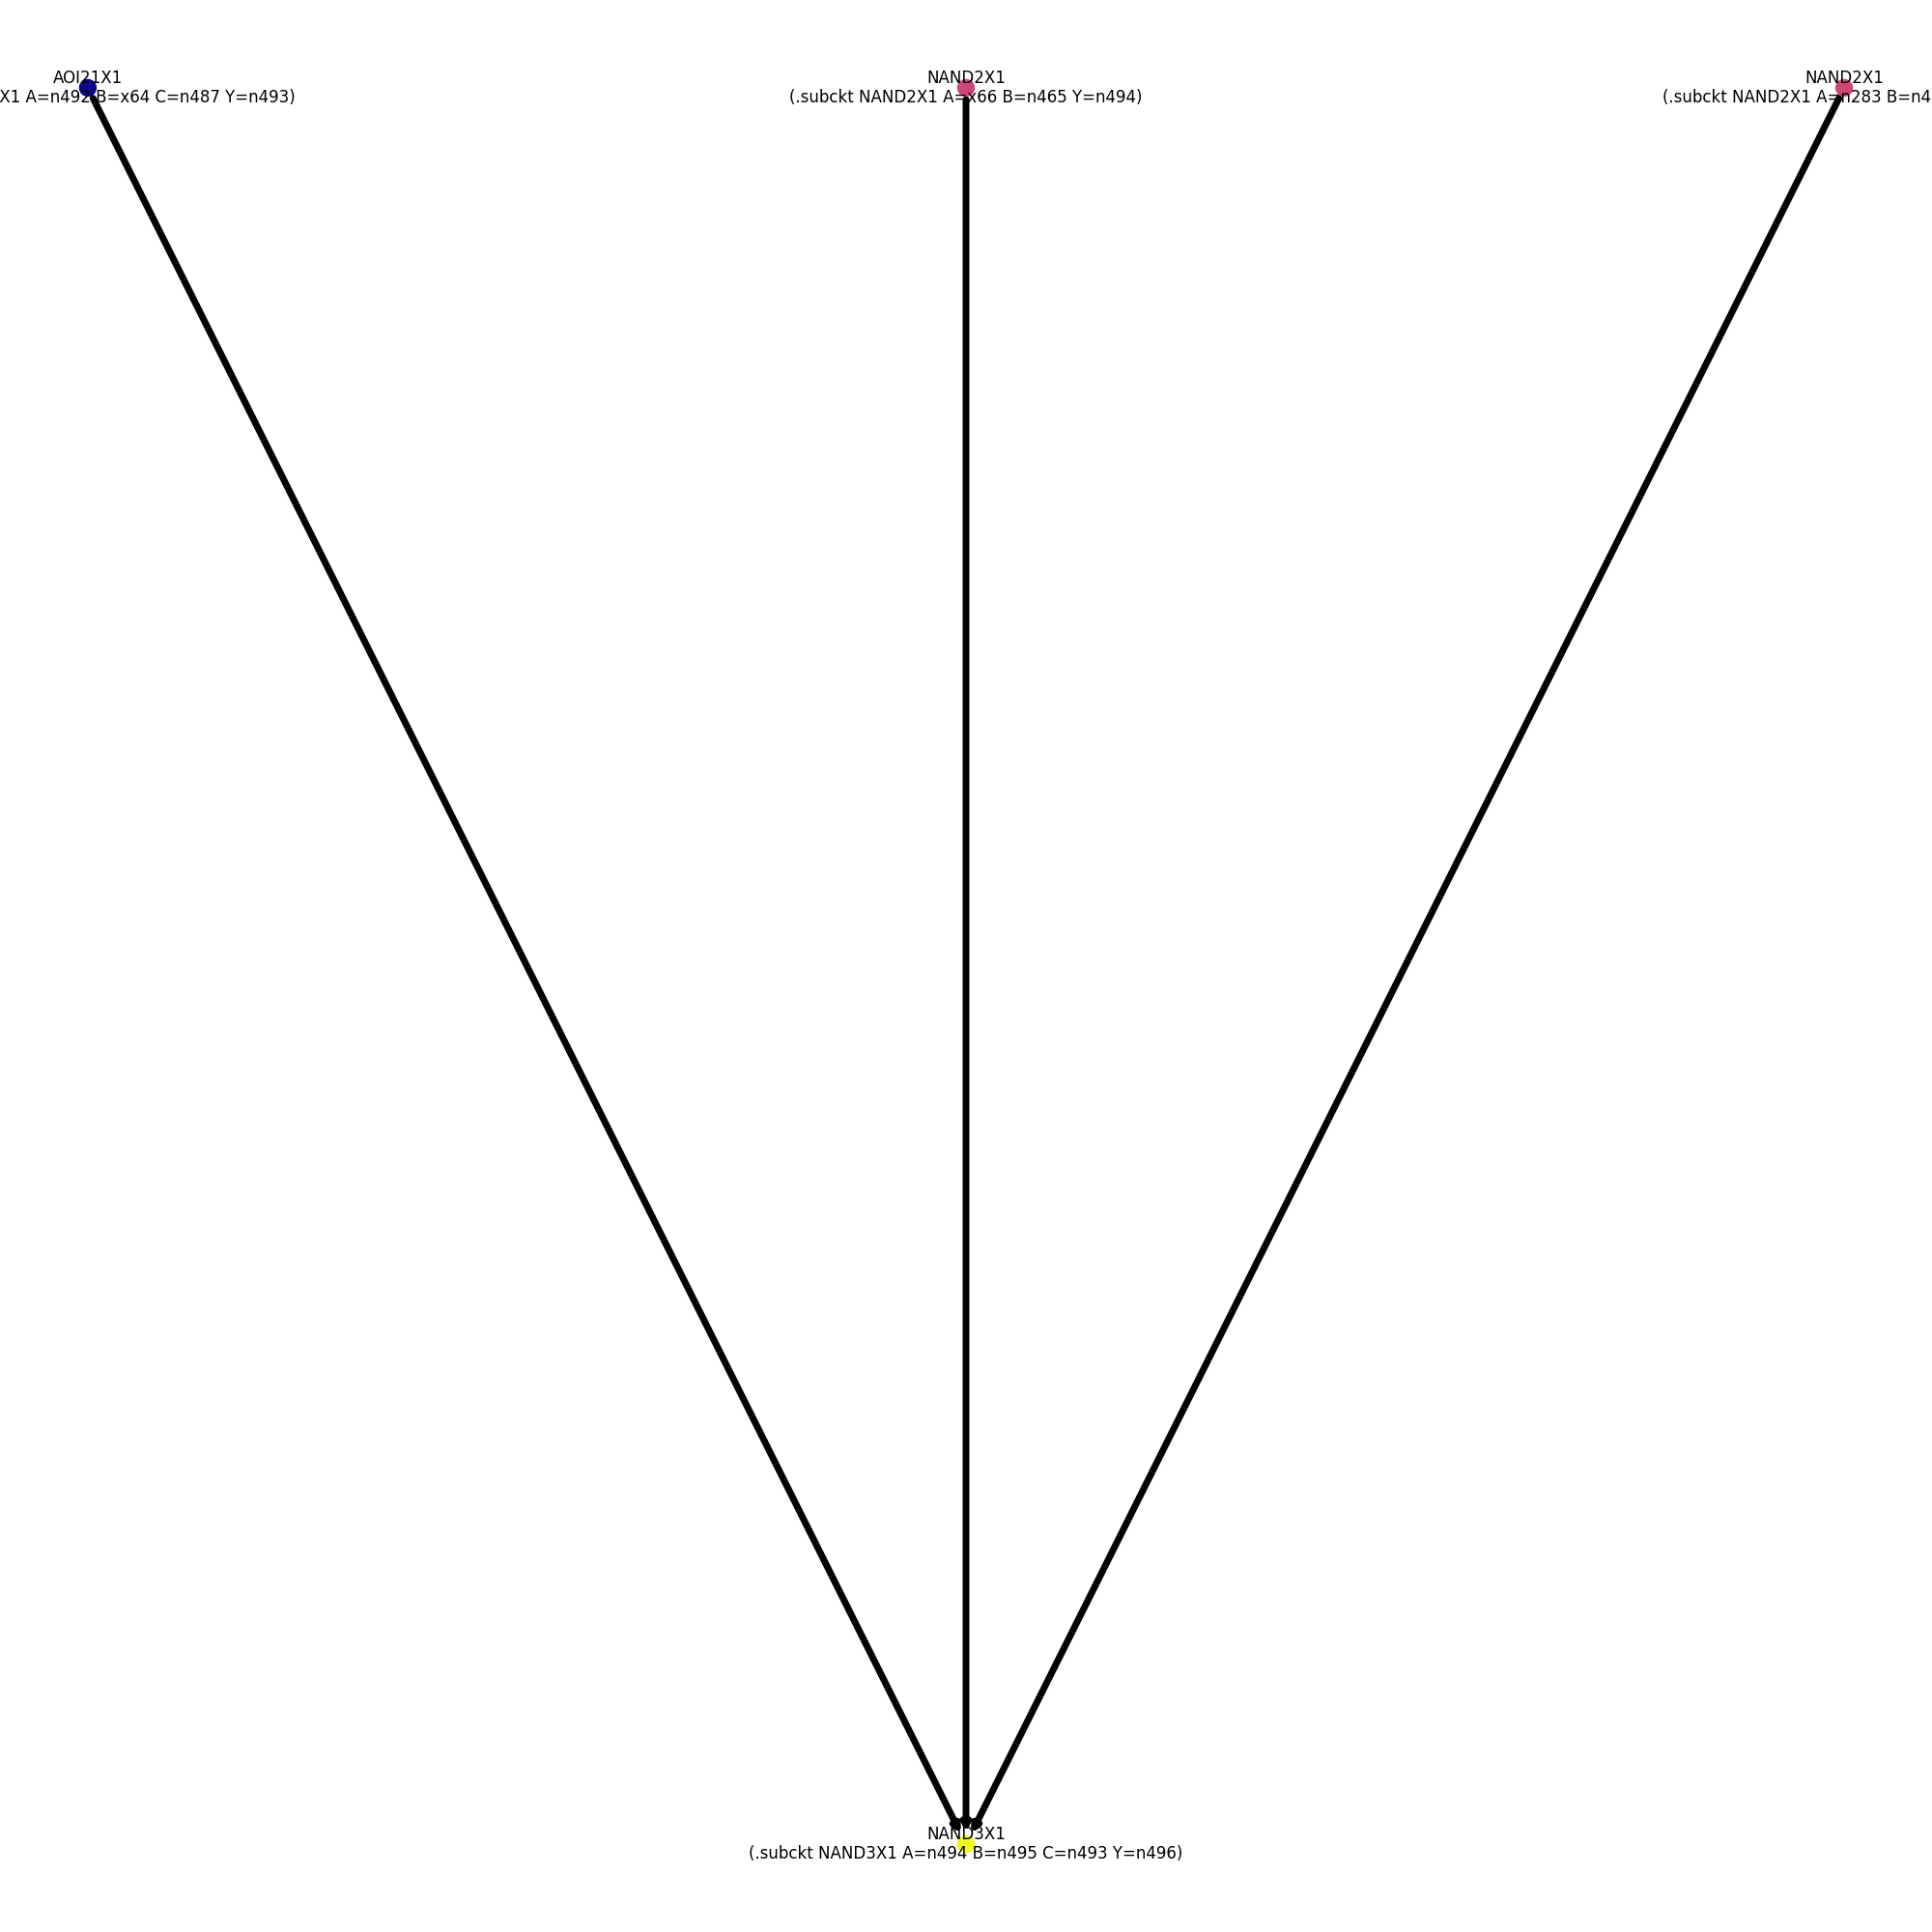 AOI21X1
X1 A=n492 B=x64 C=n487 Y=n493)
NAND2X1
(.subckt NAND2X1 A=x66 B=n465 Y=n494)
NAND2X1
(.subckt NAND2X1 A=n283 B=n4
NAND3X1
(.subckt NAND3X1 A=n494 B=n495 C=n493 Y=n496)